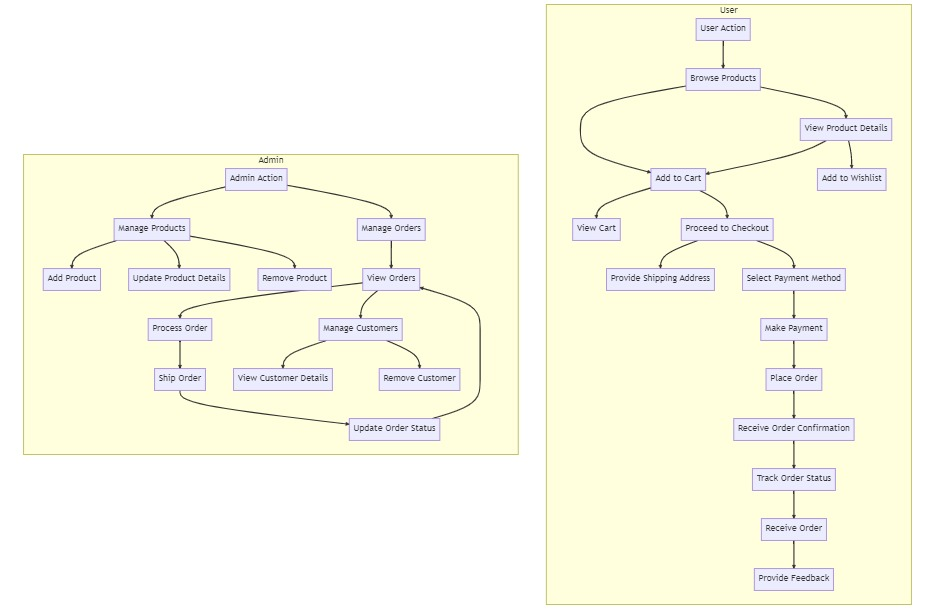 User
User Action
Browse Products
View Product Details
Add to Cart
Add to Wishlist
View Cart
Proceed to Checkout
Provide Shipping Address
Select Payment Method
Make Payment
Place Order
Receive Order Confirmation
Track Order Status
Receive Order
Provide Feedback
Admin
Admin Action
Manage Products
Manage Orders
Add Product
Update Product Details
Remove Product
View Orders
Process Order
Manage Customers
Ship Order
View Customer Details
Remove Customer
Update Order Status